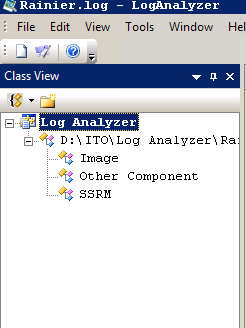 Rainier.log - LogAnalyzer
File Edit View Tools Window Help
Class View
Log Analyzer
D:\ITO\Log Analyzer\Rai
Image
Other Component
SSRM